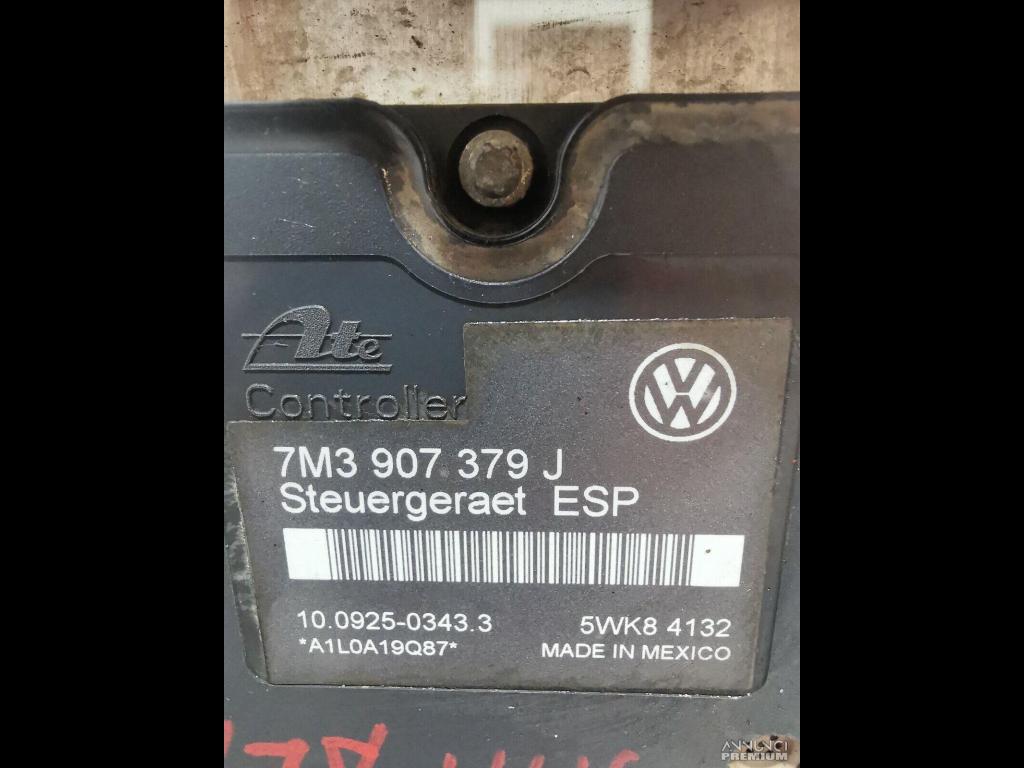 Ate
Controller
7M3 907 379 J
Steuergeraet ESP
10.0925-0343.3 5WK8 4132
*A1L0A19Q87* MADE IN MEXICO
ANNUNCI
PREMIUM